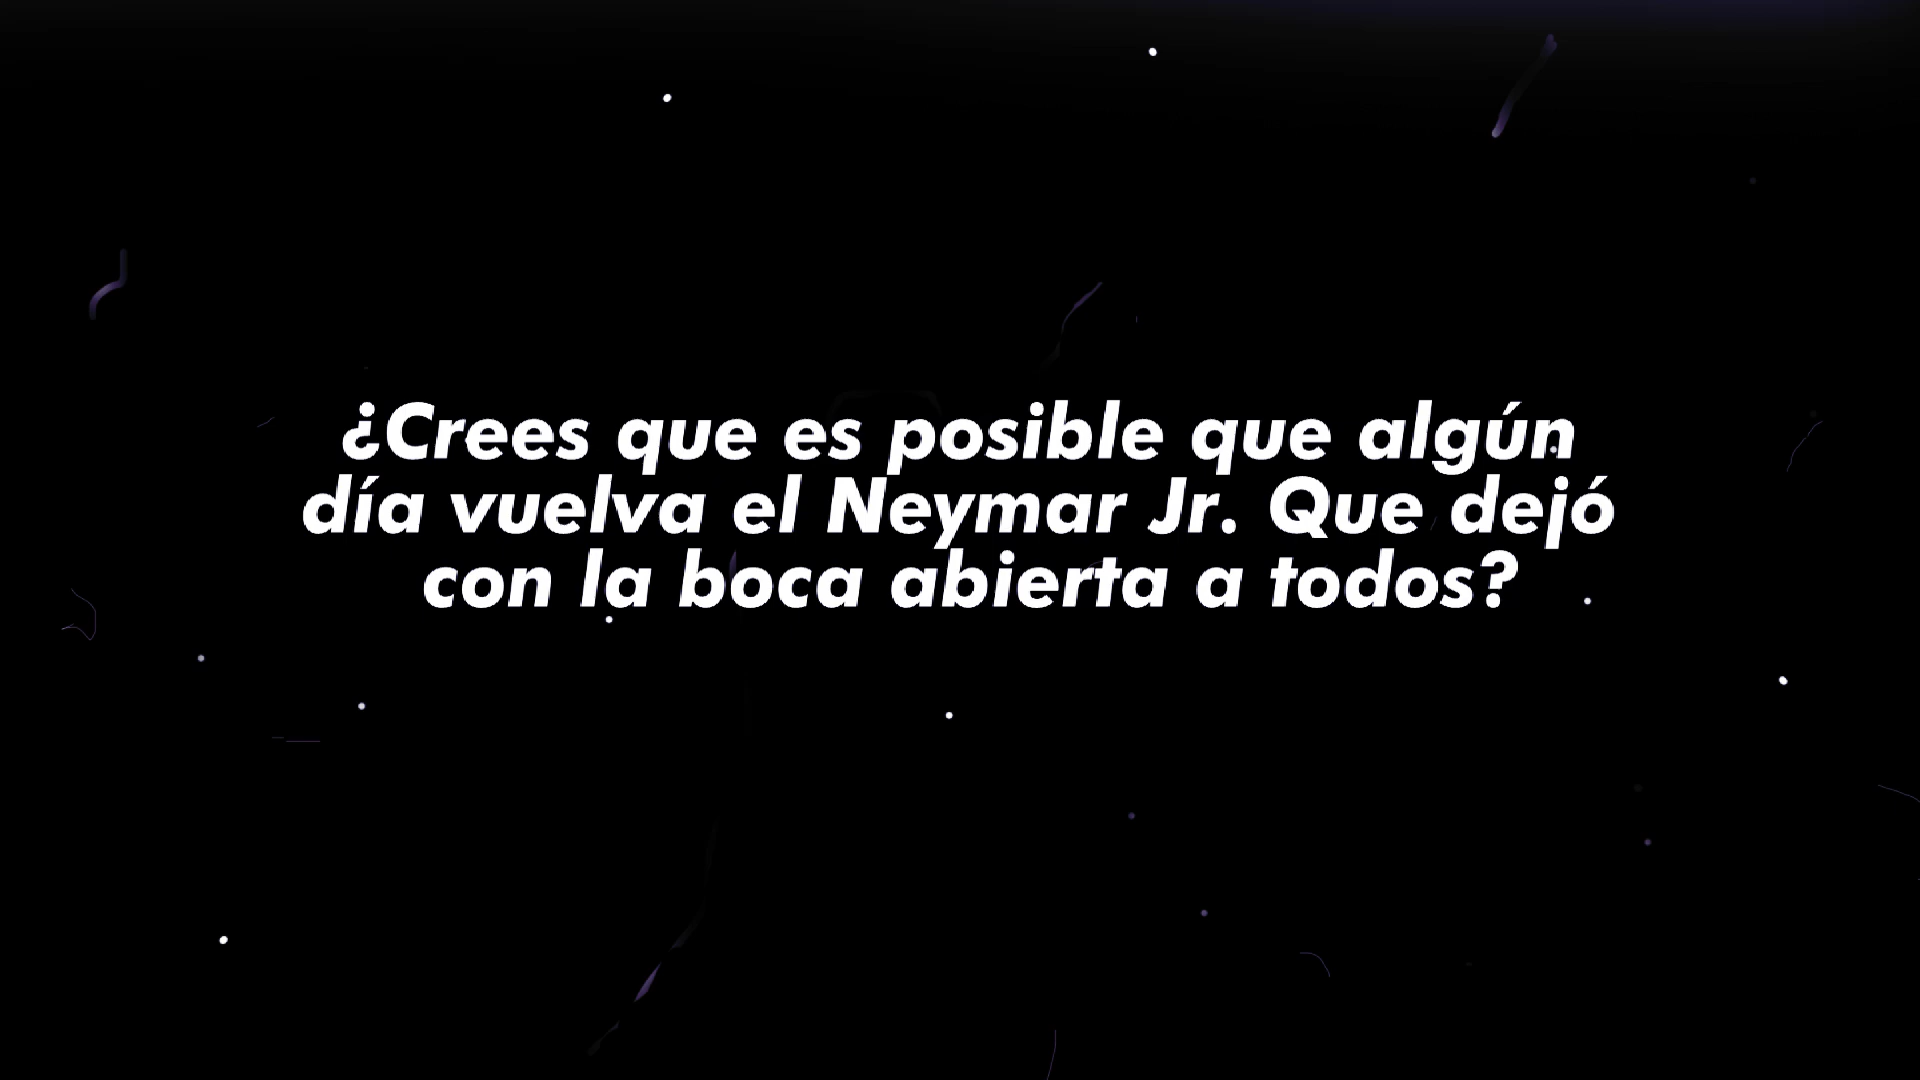 ¿Crees que es posible que algún
día vuelva el Neymar Jr. Que dejó
con la boca abierta a todos?